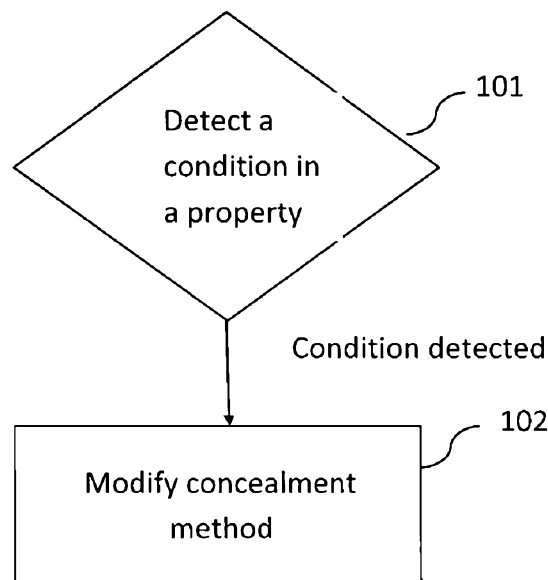 101
Detect a
condition in
a property
Condition detected
102
Modify concealment
method